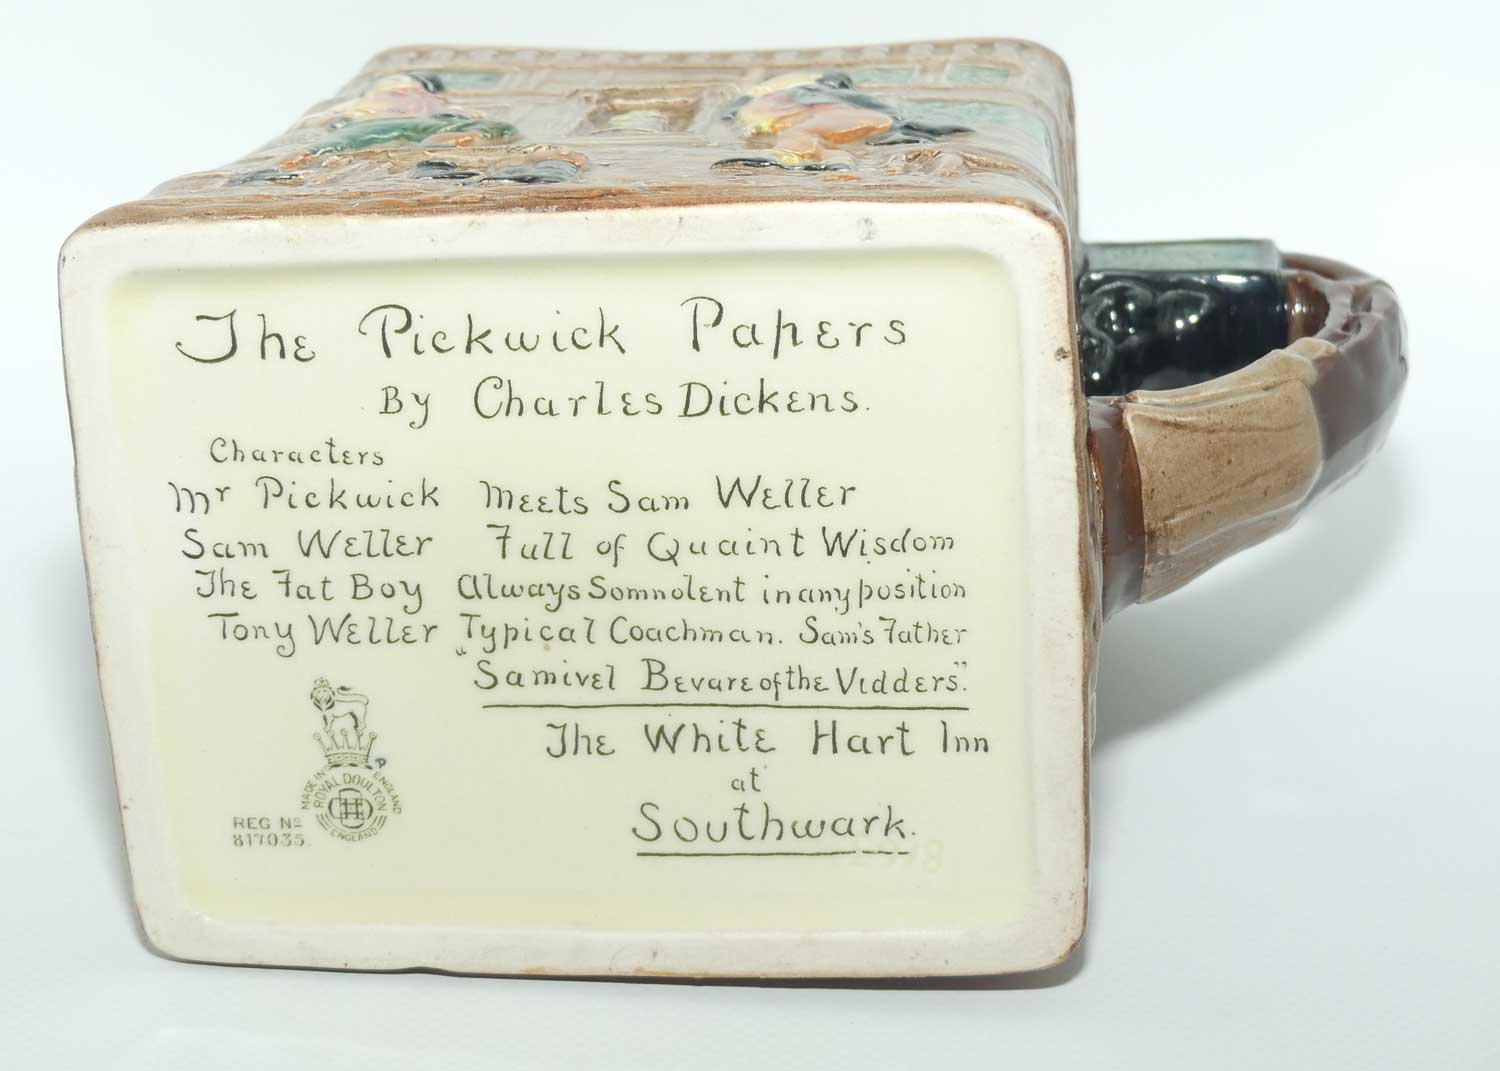 The Pickwick Papers
By Charles Dickens.
Characters
Mr Pickwick Meets Sam Weller
Sam Weller Full of Quaint Wisdom
The Fat Boy Always Somnolent in any position
Tony Weller Typical Coachman. Sam's Father
"Samivel Bevare of the Vidders".
The White Hart Inn
at
Southwark.
MADE IN ENGLAND
ROYAL DOULTON
ENGLAND
REG No
817035.